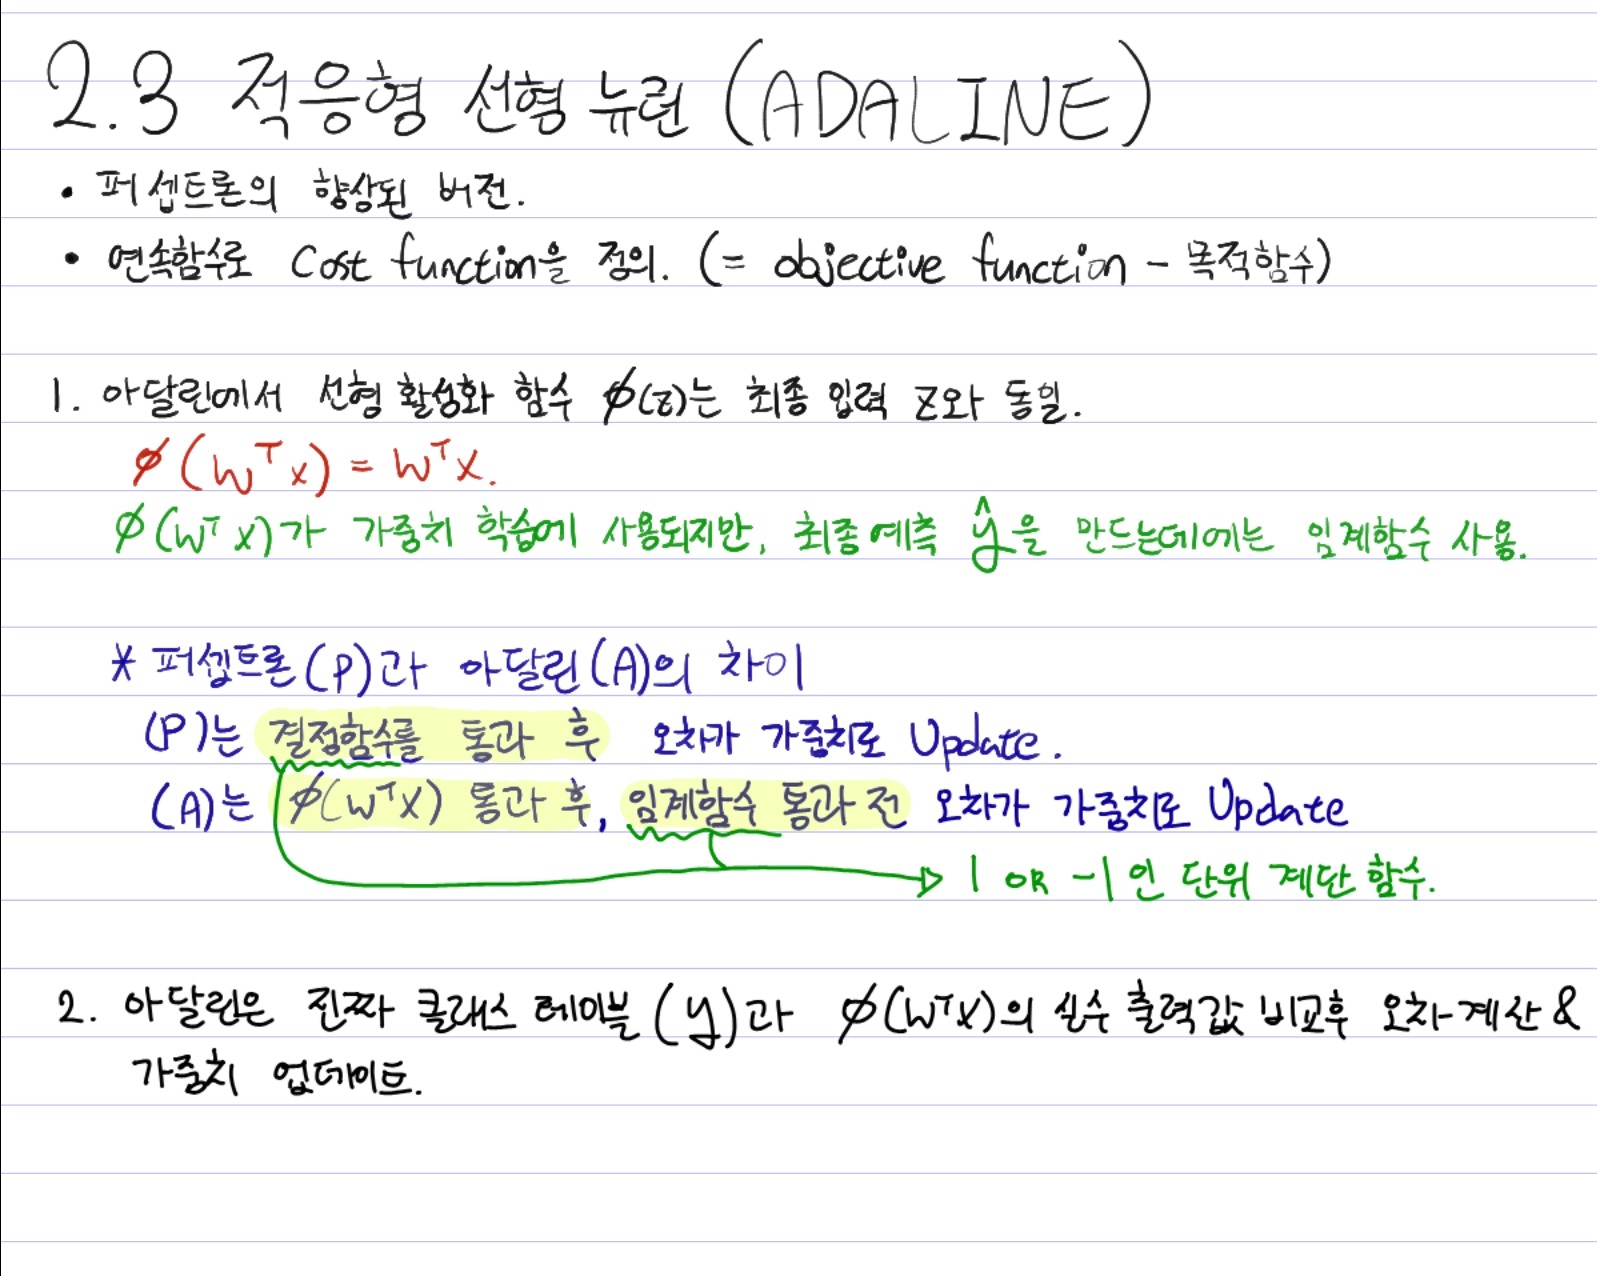 2.3 적응형 선형 뉴런 (ADALINE)
• 퍼셉트론의 향상된 버전.
• 연속함수로 Cost function을 정의. (= objective function - 목적함수)
1. 아달린에서 선형 활성화 함수 ø(z)는 최종 입력 z와 동일.
ø(wᵀx) = wᵀx.
ø(wᵀx)가 가중치 학습에 사용되지만, 최종예측 ŷ을 만드는데에는 임계함수 사용.
* 퍼셉트론(P)과 아달린(A)의 차이
(P)는 결정함수를 통과 후 오차가 가중치로 Update.
(A)는 ø(wᵀx) 통과 후, 임계함수 통과 전 오차가 가중치로 Update
1 OR -1 인 단위 계단 함수.
2. 아달린은 진짜 클래스 레이블(y)과 ø(wᵀx)의 실수 출력값 비교후 오차계산 &
가중치 업데이트.